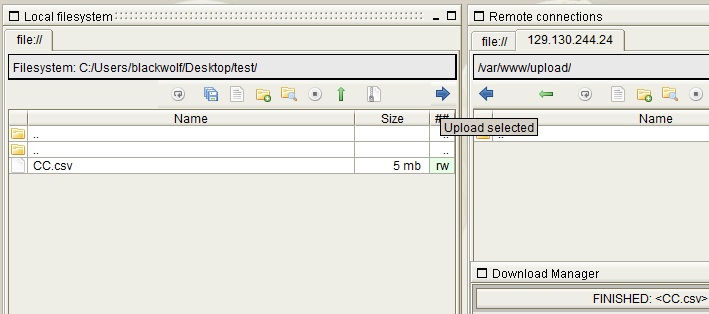 Local filesystem
file://
Filesystem: C:/Users/blackwolf/Desktop/test/
Name Size ##
..
.. ..
CC.csv 5 mb rw
Upload selected
Remote connections
file:// 129.130.244.24
/var/www/upload/
Name
..
Download Manager
FINISHED: <CC.csv>